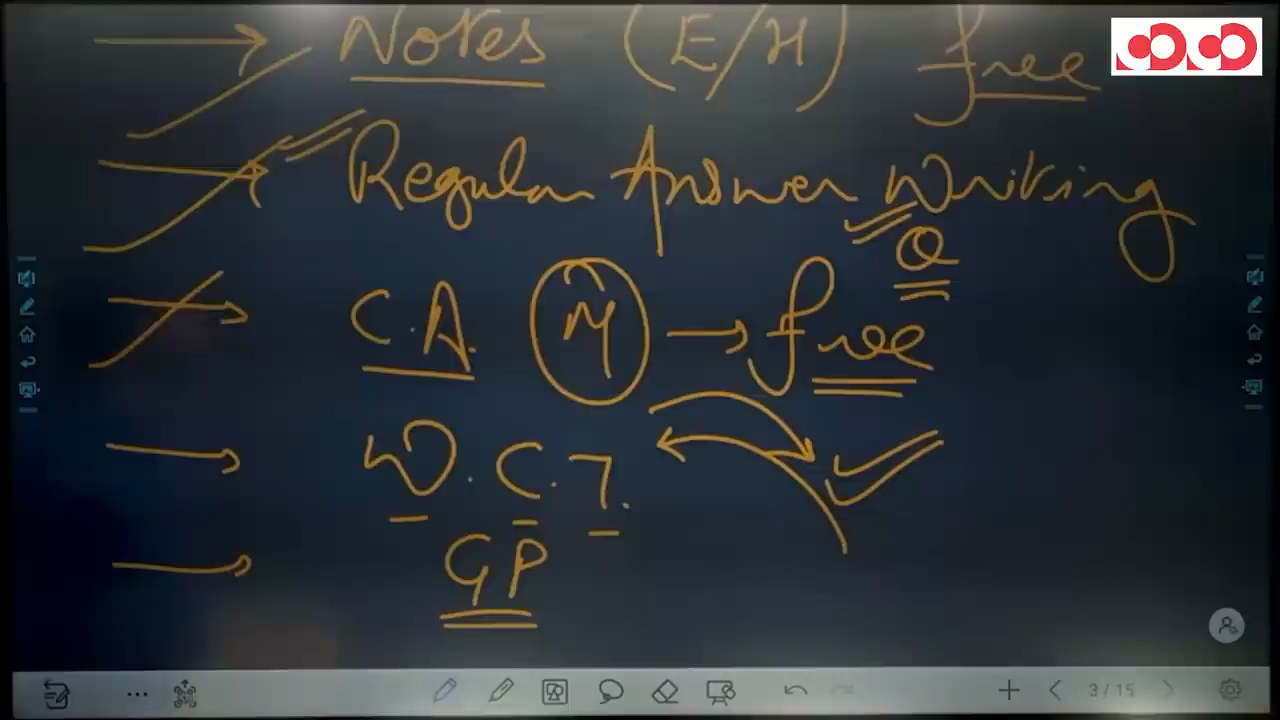 Notes (E/H) free
Regular Answer Writing
Q
C.A. M → free
W.C.T.
GP
3/15